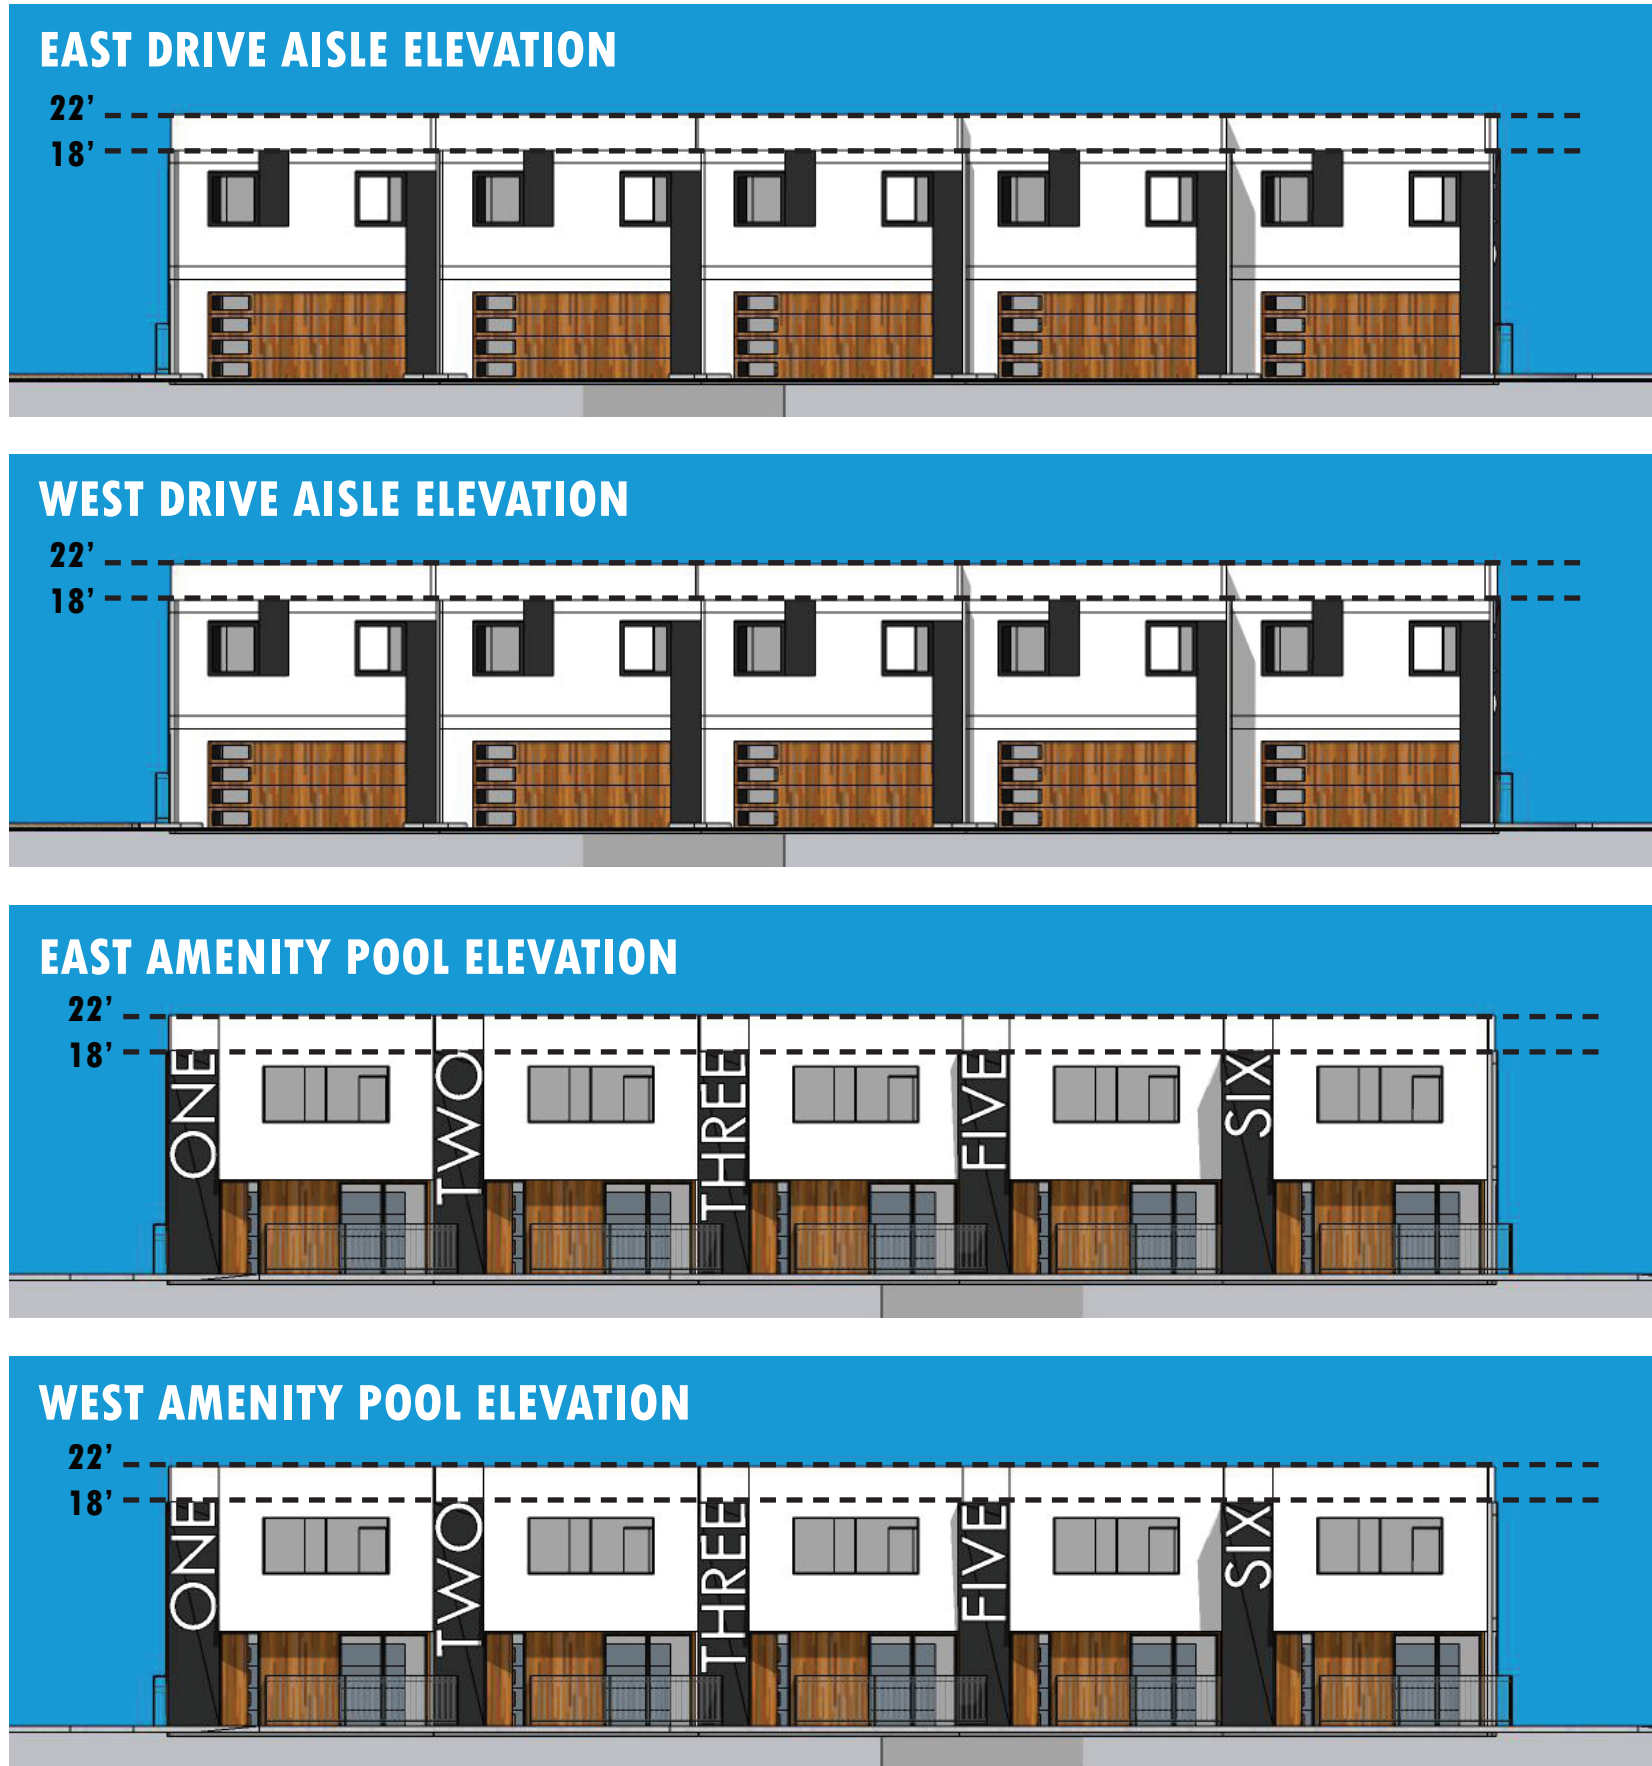 EAST DRIVE AISLE ELEVATION
22'
18'
WEST DRIVE AISLE ELEVATION
22'
18'
EAST AMENITY POOL ELEVATION
22'
18'
ONE
TWO
THREE
FIVE
SIX
WEST AMENITY POOL ELEVATION
22'
18'
ONE
TWO
THREE
FIVE
SIX